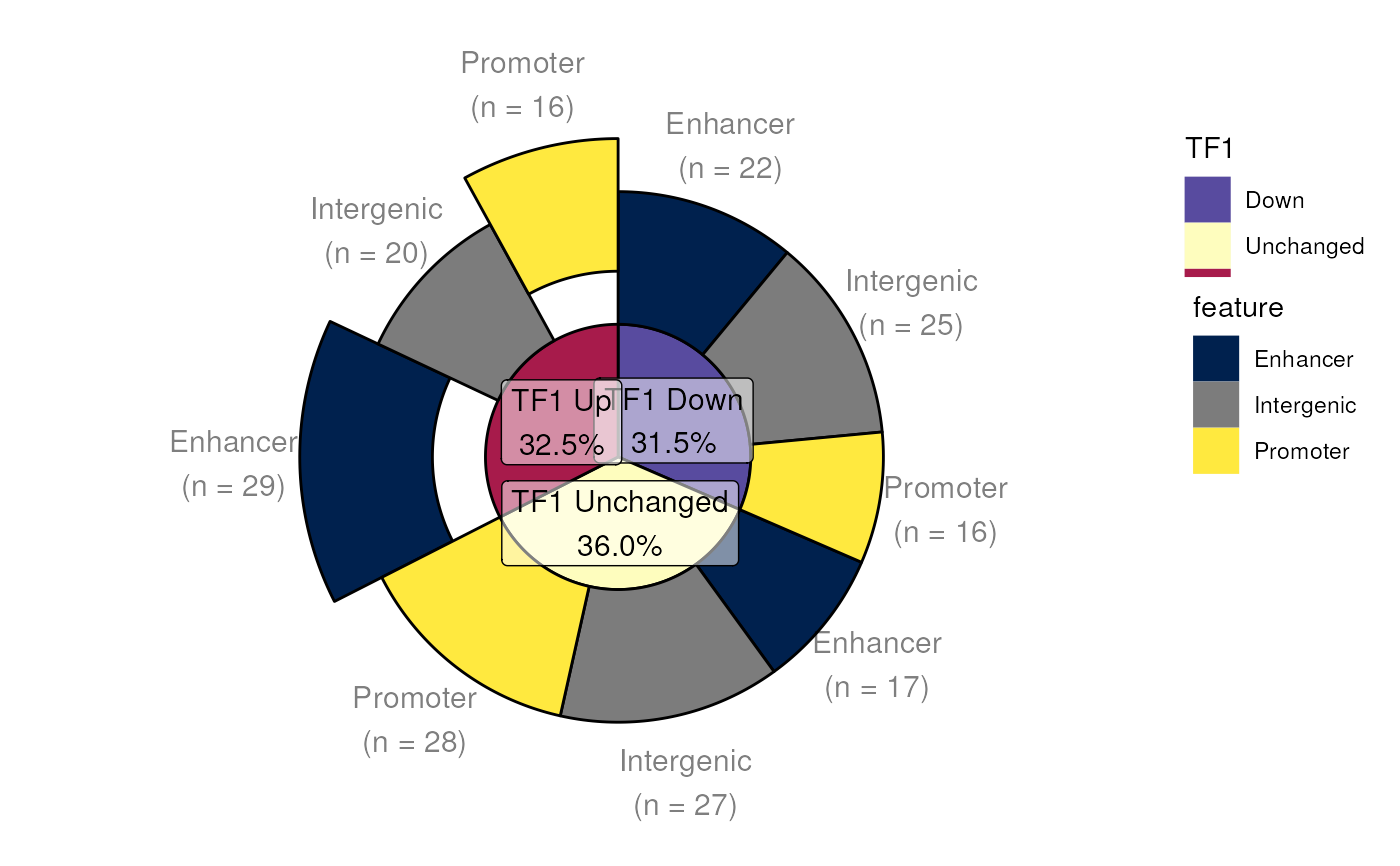 Promoter
(n = 16)
Enhancer
(n = 22)
Intergenic
(n = 20)
Intergenic
(n = 25)
TF1 Up
32.5%
TF1 Down
31.5%
Enhancer
(n = 29)
Promoter
(n = 16)
TF1 Unchanged
36.0%
Enhancer
(n = 17)
Promoter
(n = 28)
Intergenic
(n = 27)
TF1
Down
Unchanged
feature
Enhancer
Intergenic
Promoter